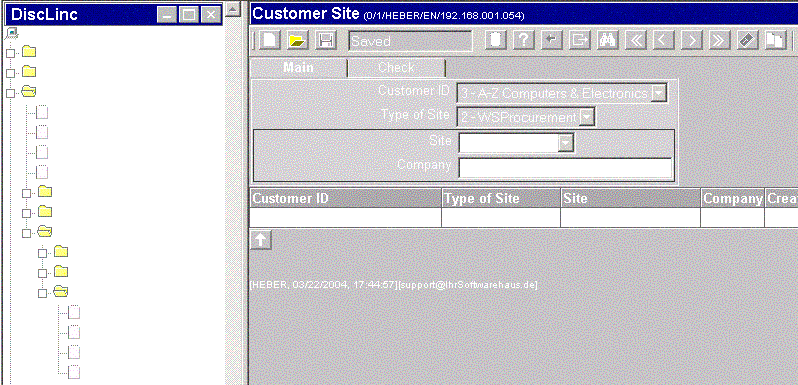 DiscLinc
Customer Site (0/1/HEBER/EN/192.168.001.054)
Saved
?
Main Check
Customer ID 3 - A-Z Computers & Electronics
Type of Site 2 - WSProcurement
Site
Company
Customer ID Type of Site Site Company Crea
[HEBER, 03/22/2004, 17:44:57][support@IhrSoftwarehaus.de]